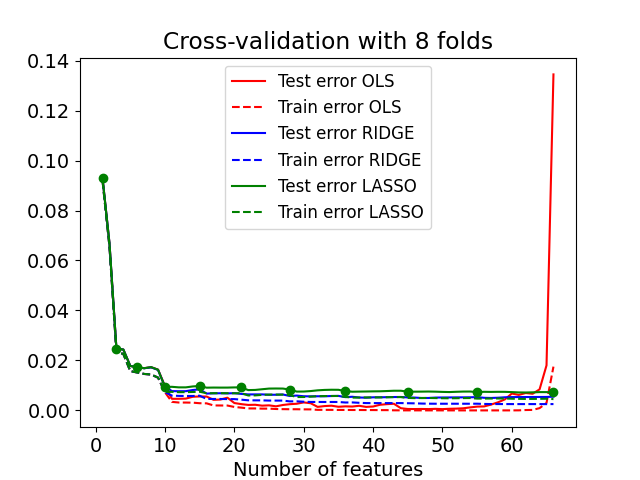 Cross-validation with 8 folds
0.14
0.12
0.10
0.08
0.06
0.04
0.02
0.00
Test error OLS
Train error OLS
Test error RIDGE
Train error RIDGE
Test error LASSO
Train error LASSO
0 10 20 30 40 50 60
Number of features